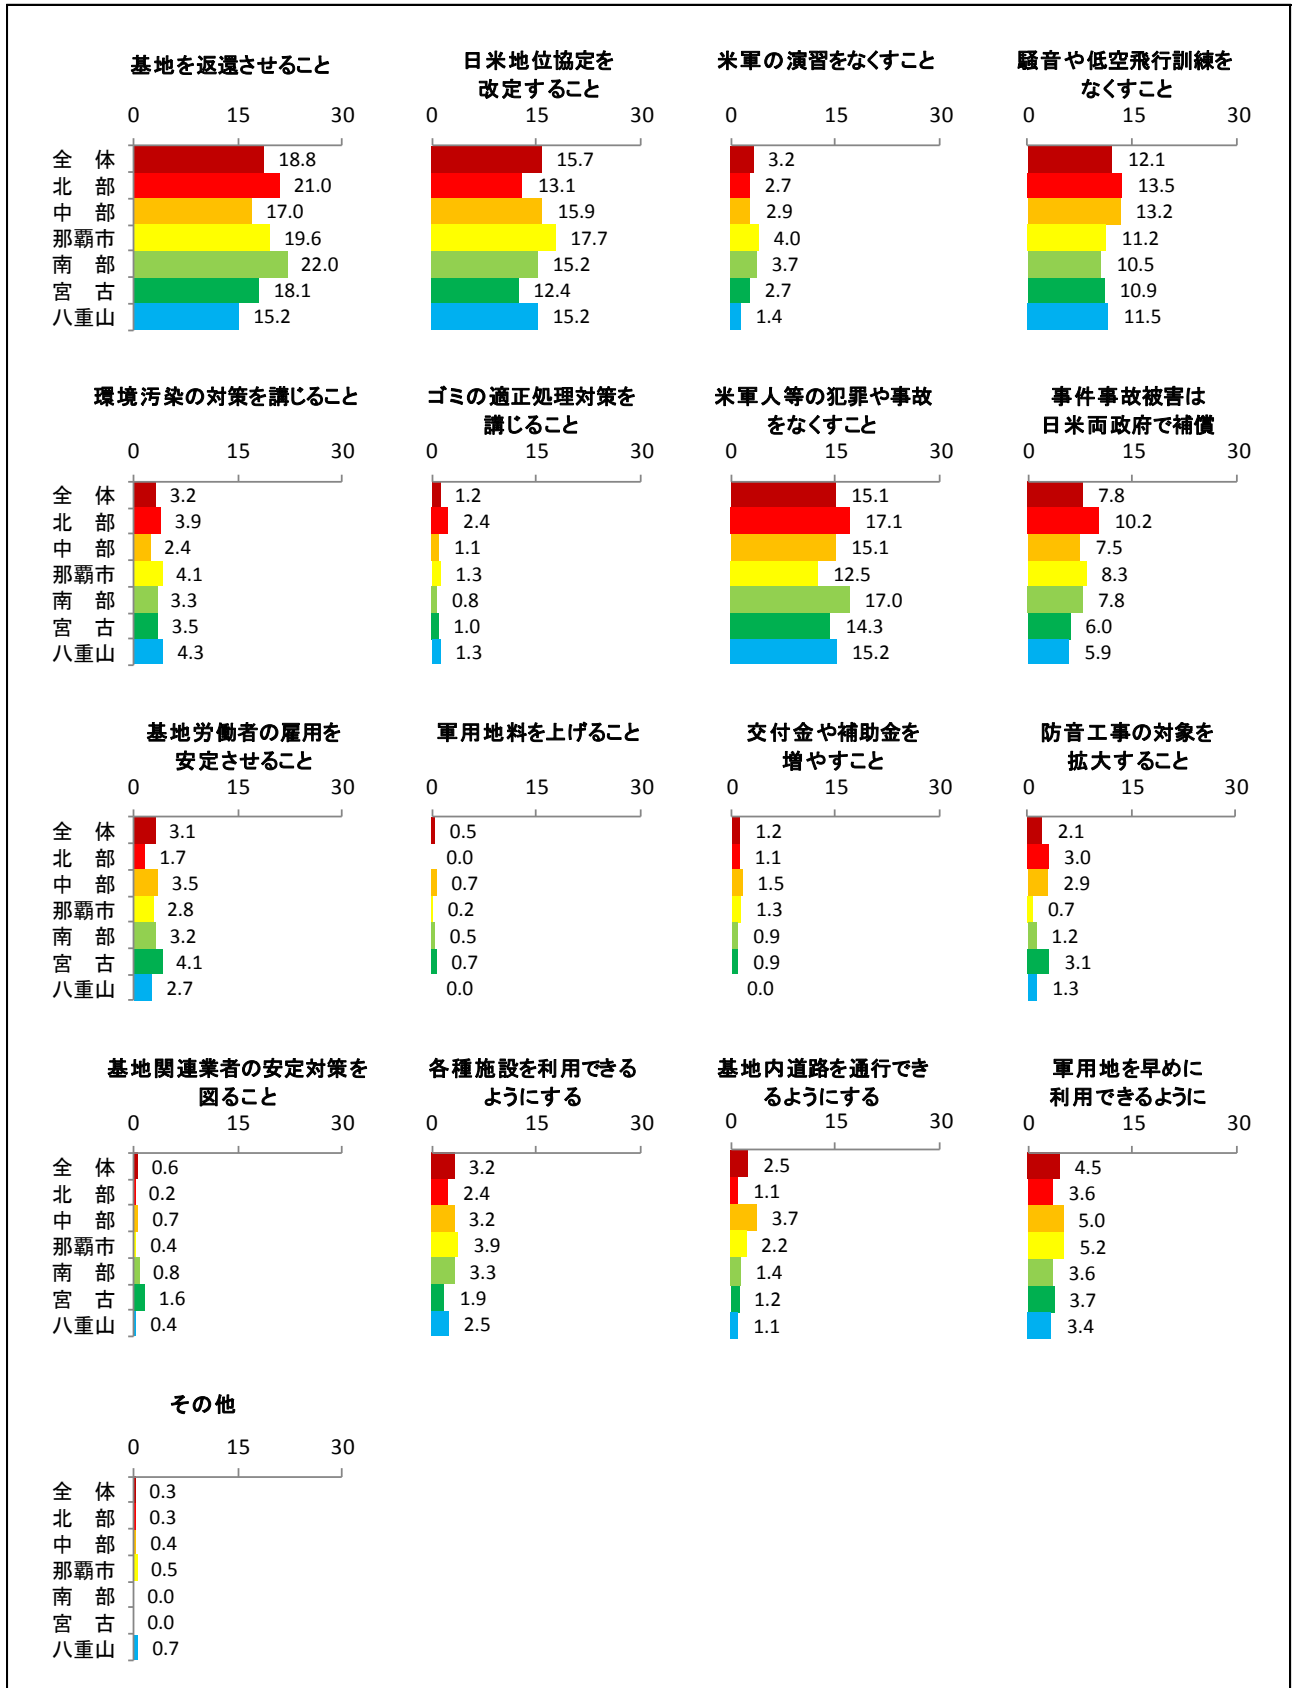 基地を返還させること
0 15 30
全　体 18.8
北　部 21.0
中　部 17.0
那覇市 19.6
南　部 22.0
宮　古 18.1
八重山 15.2
日米地位協定を
改定すること
0 15 30
15.7
13.1
15.9
17.7
15.2
12.4
15.2
米軍の演習をなくすこと
0 15 30
3.2
2.7
2.9
4.0
3.7
2.7
1.4
騒音や低空飛行訓練を
なくすこと
0 15 30
12.1
13.5
13.2
11.2
10.5
10.9
11.5
環境汚染の対策を講じること
0 15 30
全　体 3.2
北　部 3.9
中　部 2.4
那覇市 4.1
南　部 3.3
宮　古 3.5
八重山 4.3
ゴミの適正処理対策を
講じること
0 15 30
1.2
2.4
1.1
1.3
0.8
1.0
1.3
米軍人等の犯罪や事故
をなくすこと
0 15 30
15.1
17.1
15.1
12.5
17.0
14.3
15.2
事件事故被害は
日米両政府で補償
0 15 30
7.8
10.2
7.5
8.3
7.8
6.0
5.9
基地労働者の雇用を
安定させること
0 15 30
全　体 3.1
北　部 1.7
中　部 3.5
那覇市 2.8
南　部 3.2
宮　古 4.1
八重山 2.7
軍用地料を上げること
0 15 30
0.5
0.0
0.7
0.2
0.5
0.7
0.0
交付金や補助金を
増やすこと
0 15 30
1.2
1.1
1.5
1.3
0.9
0.9
0.0
防音工事の対象を
拡大すること
0 15 30
2.1
3.0
2.9
0.7
1.2
3.1
1.3
基地関連業者の安定対策を
図ること
0 15 30
全　体 0.6
北　部 0.2
中　部 0.7
那覇市 0.4
南　部 0.8
宮　古 1.6
八重山 0.4
各種施設を利用できる
ようにする
0 15 30
3.2
2.4
3.2
3.9
3.3
1.9
2.5
基地内道路を通行でき
るようにする
0 15 30
2.5
1.1
3.7
2.2
1.4
1.2
1.1
軍用地を早めに
利用できるように
0 15 30
4.5
3.6
5.0
5.2
3.6
3.7
3.4
その他
0 15 30
全　体 0.3
北　部 0.3
中　部 0.4
那覇市 0.5
南　部 0.0
宮　古 0.0
八重山 0.7